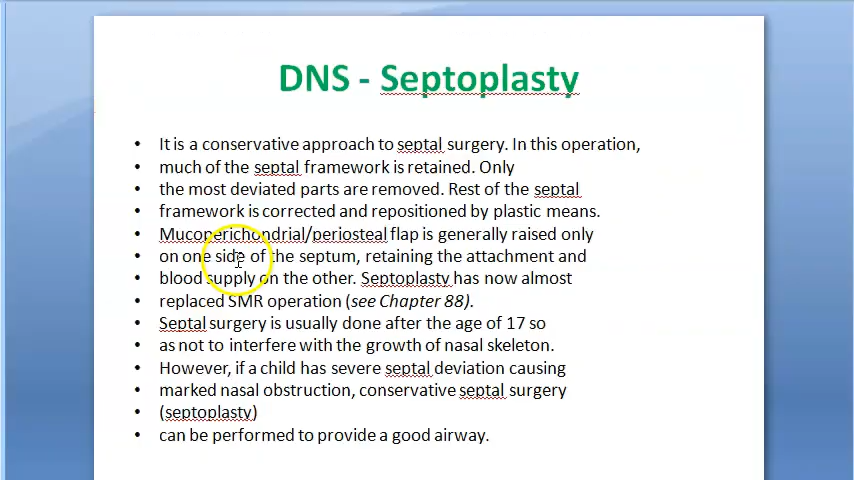 DNS - Septoplasty
• It is a conservative approach to septal surgery. In this operation,
• much of the septal framework is retained. Only
• the most deviated parts are removed. Rest of the septal
• framework is corrected and repositioned by plastic means.
• Mucoperichondrial/periosteal flap is generally raised only
• on one side of the septum, retaining the attachment and
• blood supply on the other. Septoplasty has now almost
• replaced SMR operation (see Chapter 88).
• Septal surgery is usually done after the age of 17 so
• as not to interfere with the growth of nasal skeleton.
• However, if a child has severe septal deviation causing
• marked nasal obstruction, conservative septal surgery
• (septoplasty)
• can be performed to provide a good airway.